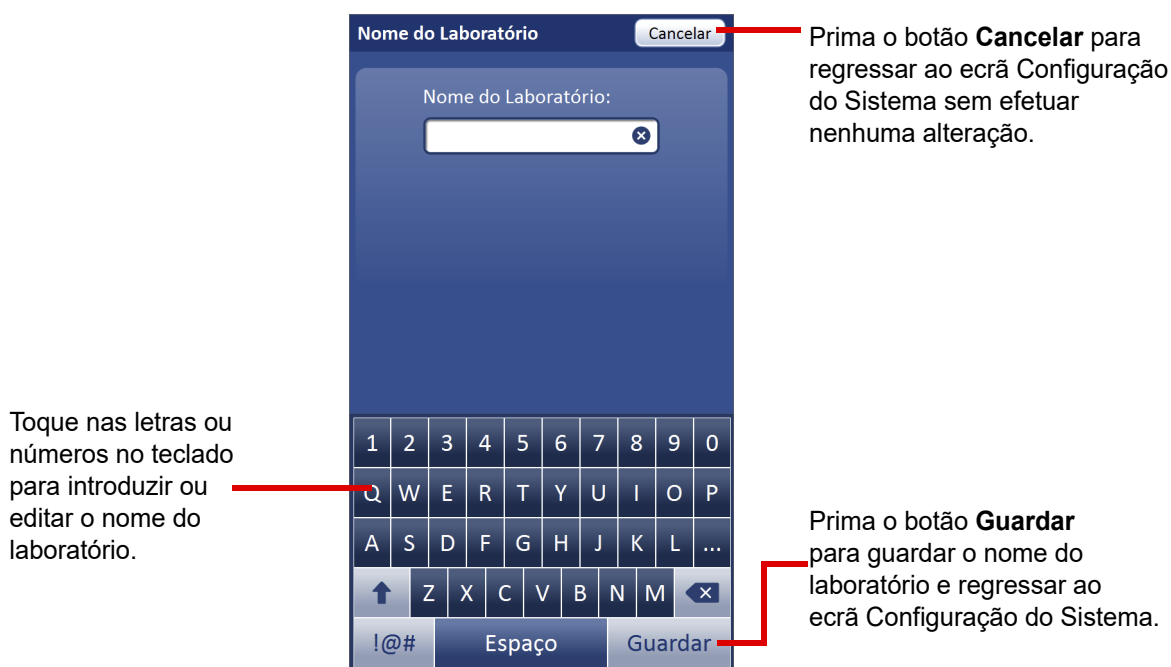 Nome do Laboratório
Cancelar
Prima o botão Cancelar para
regressar ao ecrã Configuração
do Sistema sem efetuar
nenhuma alteração.
Nome do Laboratório:
Toque nas letras ou
números no teclado
para introduzir ou
editar o nome do
laboratório.
1 2 3 4 5 6 7 8 9 0
Q W E R T Y U I O P
A S D F G H J K L ...
Z X C V B N M
!@# Espaço Guardar
Prima o botão Guardar
para guardar o nome do
laboratório e regressar ao
ecrã Configuração do Sistema.